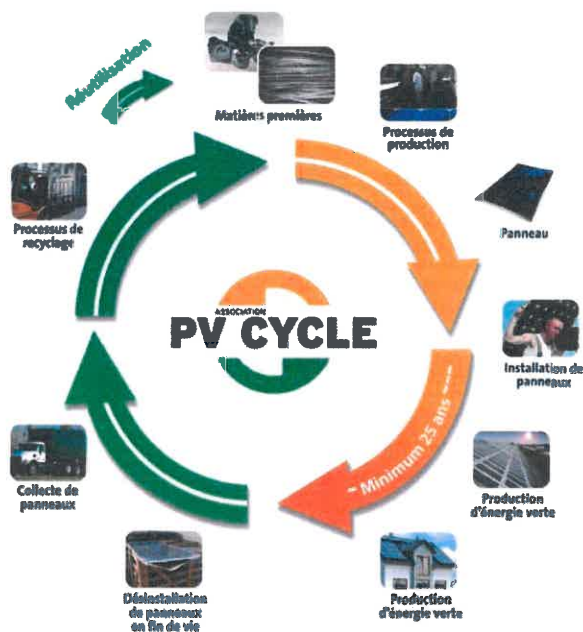 Réutilisation
Matières premières
Processus de
production
Panneau
Installation de
panneaux
Production
d'énergie verte
Production
d'énergie verte
Désinstallation
de panneaux
en fin de vie
Collecte de
panneaux
Processus de
recyclage
Minimum 25 ans
ASSOCIATION
PV CYCLE